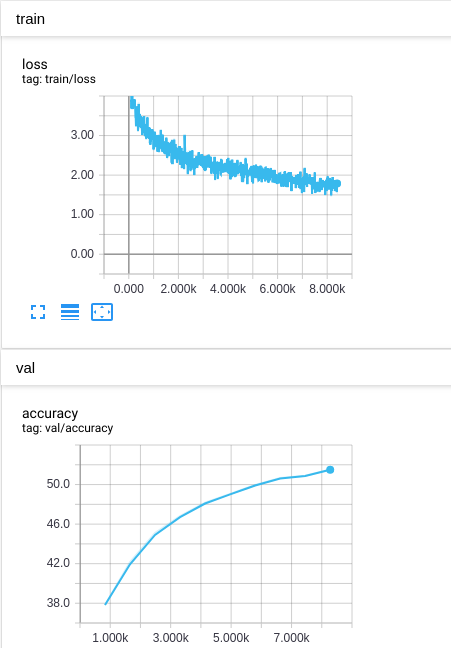 train
loss
tag: train/loss
3.00
2.00
1.00
0.00
0.000 2.000k 4.000k 6.000k 8.000k
val
accuracy
tag: val/accuracy
50.0
46.0
42.0
38.0
1.000k 3.000k 5.000k 7.000k